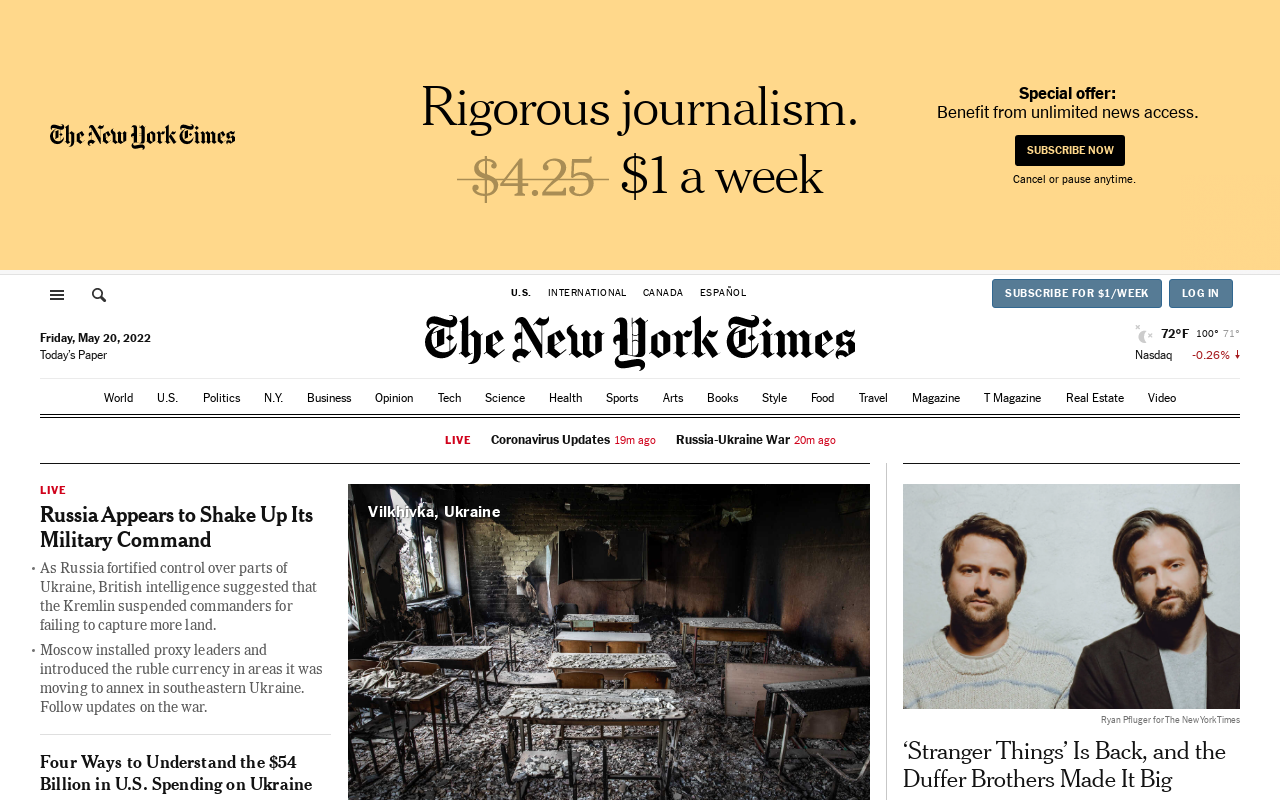 The New York Times
Rigorous journalism.
$4.25 $1 a week
Special offer:
Benefit from unlimited news access.
SUBSCRIBE NOW
Cancel or pause anytime.
U.S. INTERNATIONAL CANADA ESPAÑOL
SUBSCRIBE FOR $1/WEEK LOG IN
Friday, May 20, 2022
Today's Paper
The New York Times
72°F 100° 71°
Nasdaq -0.26%
World U.S. Politics N.Y. Business Opinion Tech Science Health Sports Arts Books Style Food Travel Magazine T Magazine Real Estate Video
LIVE Coronavirus Updates 19m ago Russia-Ukraine War 20m ago
LIVE
Russia Appears to Shake Up Its
Military Command
• As Russia fortified control over parts of
Ukraine, British intelligence suggested that
the Kremlin suspended commanders for
failing to capture more land.
• Moscow installed proxy leaders and
introduced the ruble currency in areas it was
moving to annex in southeastern Ukraine.
Follow updates on the war.
Four Ways to Understand the $54
Billion in U.S. Spending on Ukraine
Vilkhivka, Ukraine
Ryan Pfluger for The New York Times
‘Stranger Things’ Is Back, and the
Duffer Brothers Made It Big